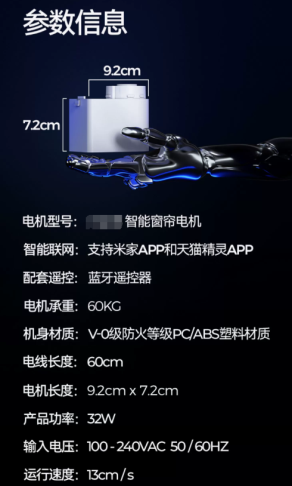 参数信息
9.2cm
7.2cm
电机型号： 智能窗帘电机
智能联网：支持米家APP和天猫精灵APP
配套遥控：蓝牙遥控器
电机承重：60KG
机身材质：V-0级防火等级PC/ABS塑料材质
电线长度：60cm
电机长度：9.2cm x 7.2cm
产品功率：32W
输入电压：100-240VAC 50/60HZ
运行速度：13cm/s